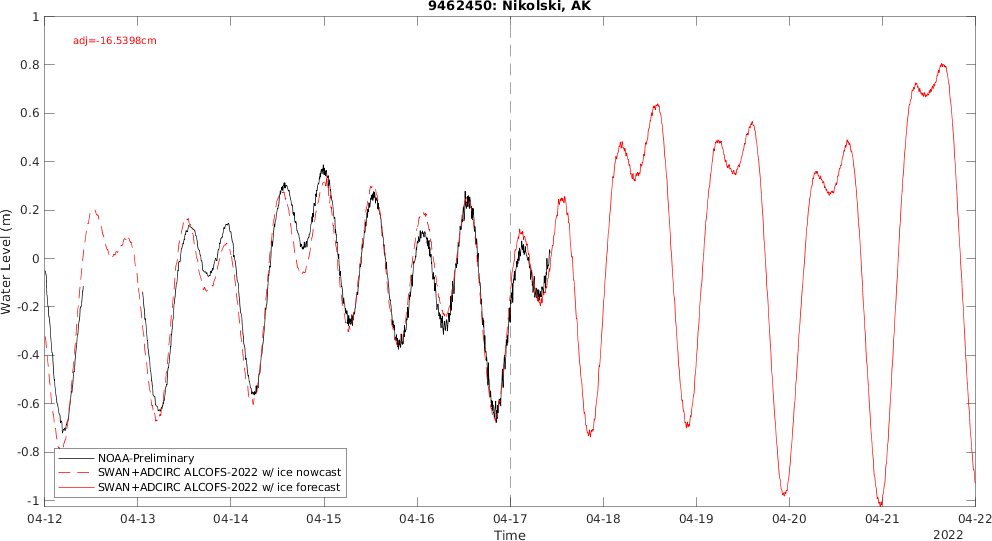 9462450: Nikolski, AK
adj=-16.5398cm
Water Level (m)
1
0.8
0.6
0.4
0.2
0
-0.2
-0.4
-0.6
-0.8
-1
NOAA-Preliminary
SWAN+ADCIRC ALCOFS-2022 w/ ice nowcast
SWAN+ADCIRC ALCOFS-2022 w/ ice forecast
04-12 04-13 04-14 04-15 04-16 04-17 04-18 04-19 04-20 04-21 04-22
Time
2022